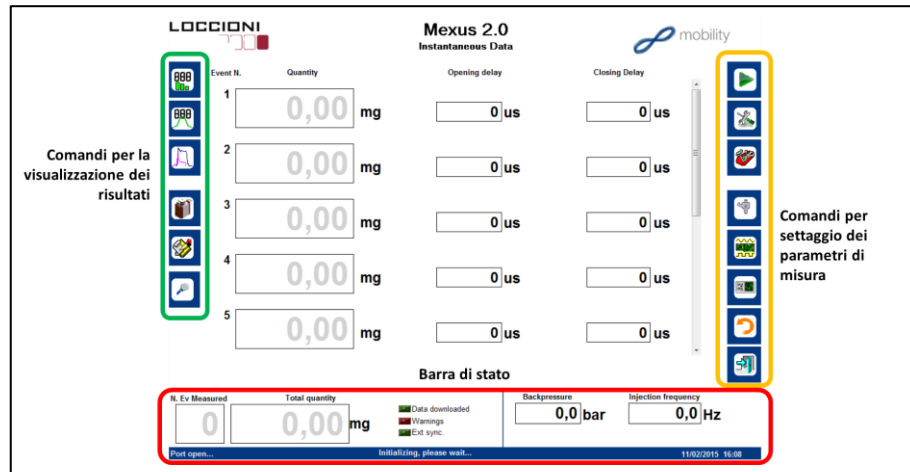 LOCCIONI
Mexus 2.0
Instantaneous Data
mobility
Event N. Quantity Opening delay Closing Delay
1 0,00 mg 0 us 0 us
2 0,00 mg 0 us 0 us
3 0,00 mg 0 us 0 us
4 0,00 mg 0 us 0 us
5 0,00 mg 0 us 0 us
Comandi per la
visualizzazione dei
risultati
Comandi per
settaggio dei
parametri di
misura
Barra di stato
N. Ev Measured Total quantity Backpressure Injection frequency
0 0,00 mg 0,0 bar 0,0 Hz
Data downloaded
Warnings
Ext sync.
Port open... Initializing, please wait... 11/02/2015 16:08